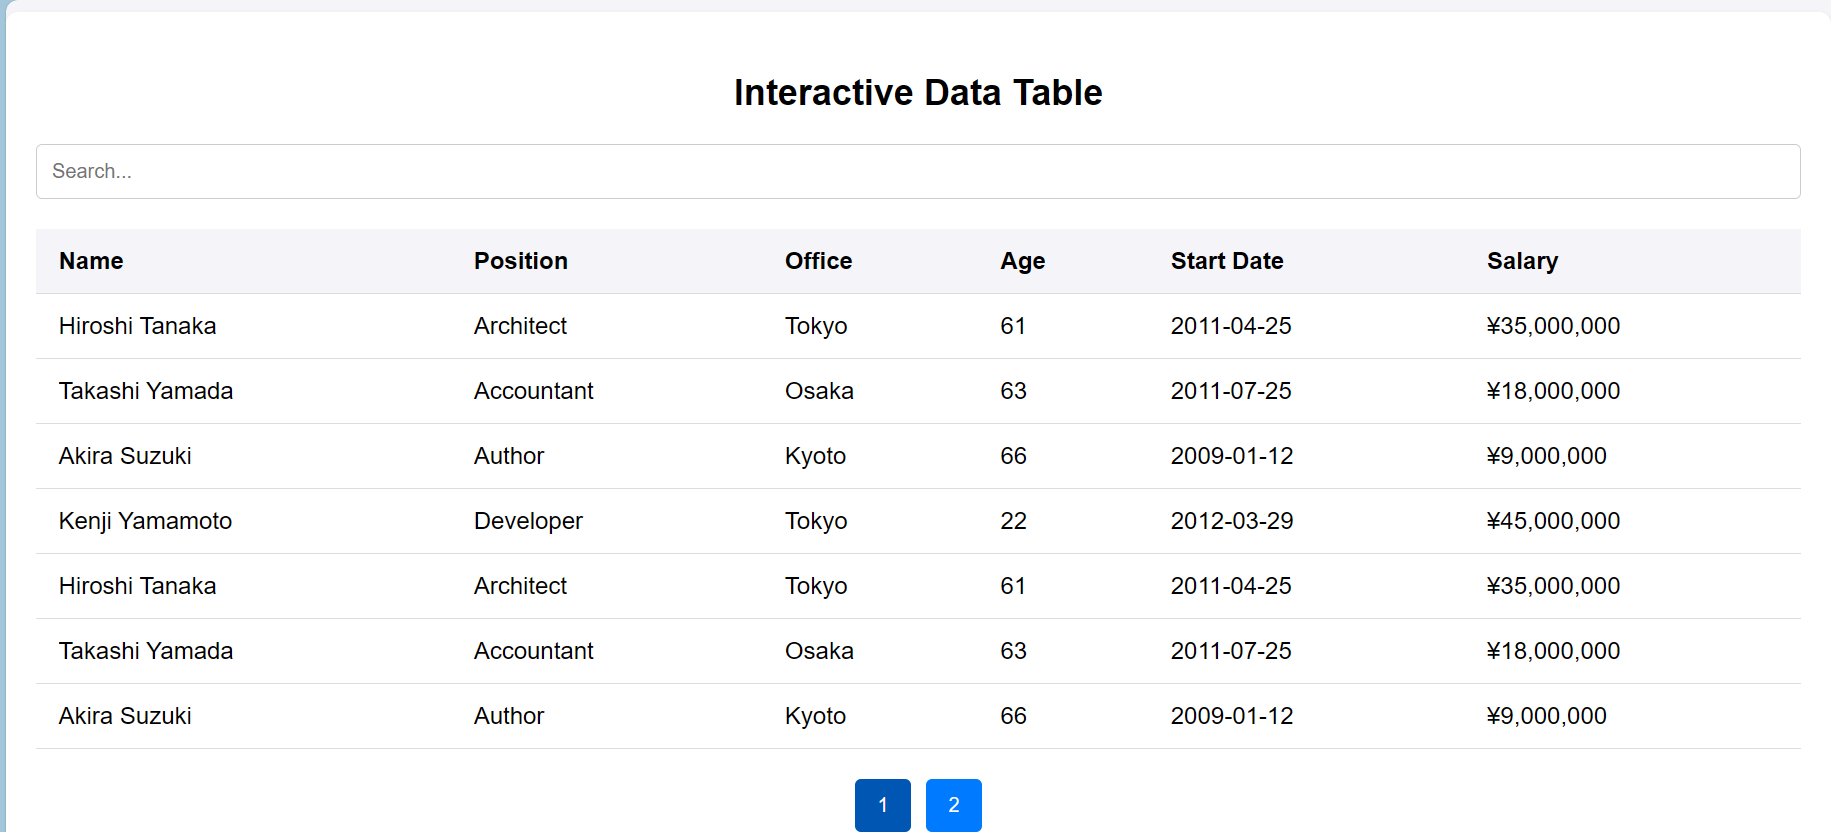 Interactive Data Table
Search...
Name Position Office Age Start Date Salary
Hiroshi Tanaka Architect Tokyo 61 2011-04-25 ¥35,000,000
Takashi Yamada Accountant Osaka 63 2011-07-25 ¥18,000,000
Akira Suzuki Author Kyoto 66 2009-01-12 ¥9,000,000
Kenji Yamamoto Developer Tokyo 22 2012-03-29 ¥45,000,000
Hiroshi Tanaka Architect Tokyo 61 2011-04-25 ¥35,000,000
Takashi Yamada Accountant Osaka 63 2011-07-25 ¥18,000,000
Akira Suzuki Author Kyoto 66 2009-01-12 ¥9,000,000
1 2